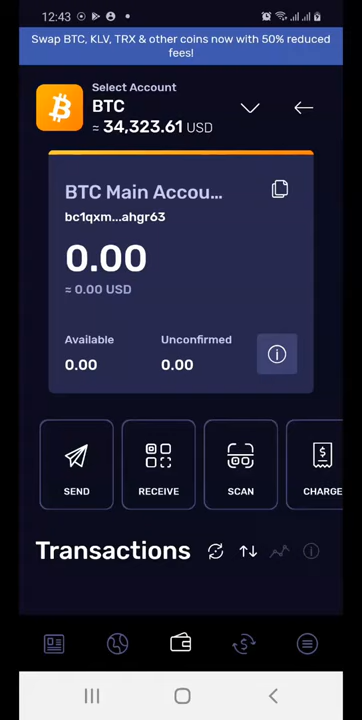 12:43
Swap BTC, KLV, TRX & other coins now with 50% reduced
fees!
Select Account
BTC
≈ 34,323.61 USD
BTC Main Accou...
bc1qxm...ahgr63
0.00
≈ 0.00 USD
Available
Unconfirmed
0.00
0.00
SEND
RECEIVE
SCAN
CHARGE
Transactions